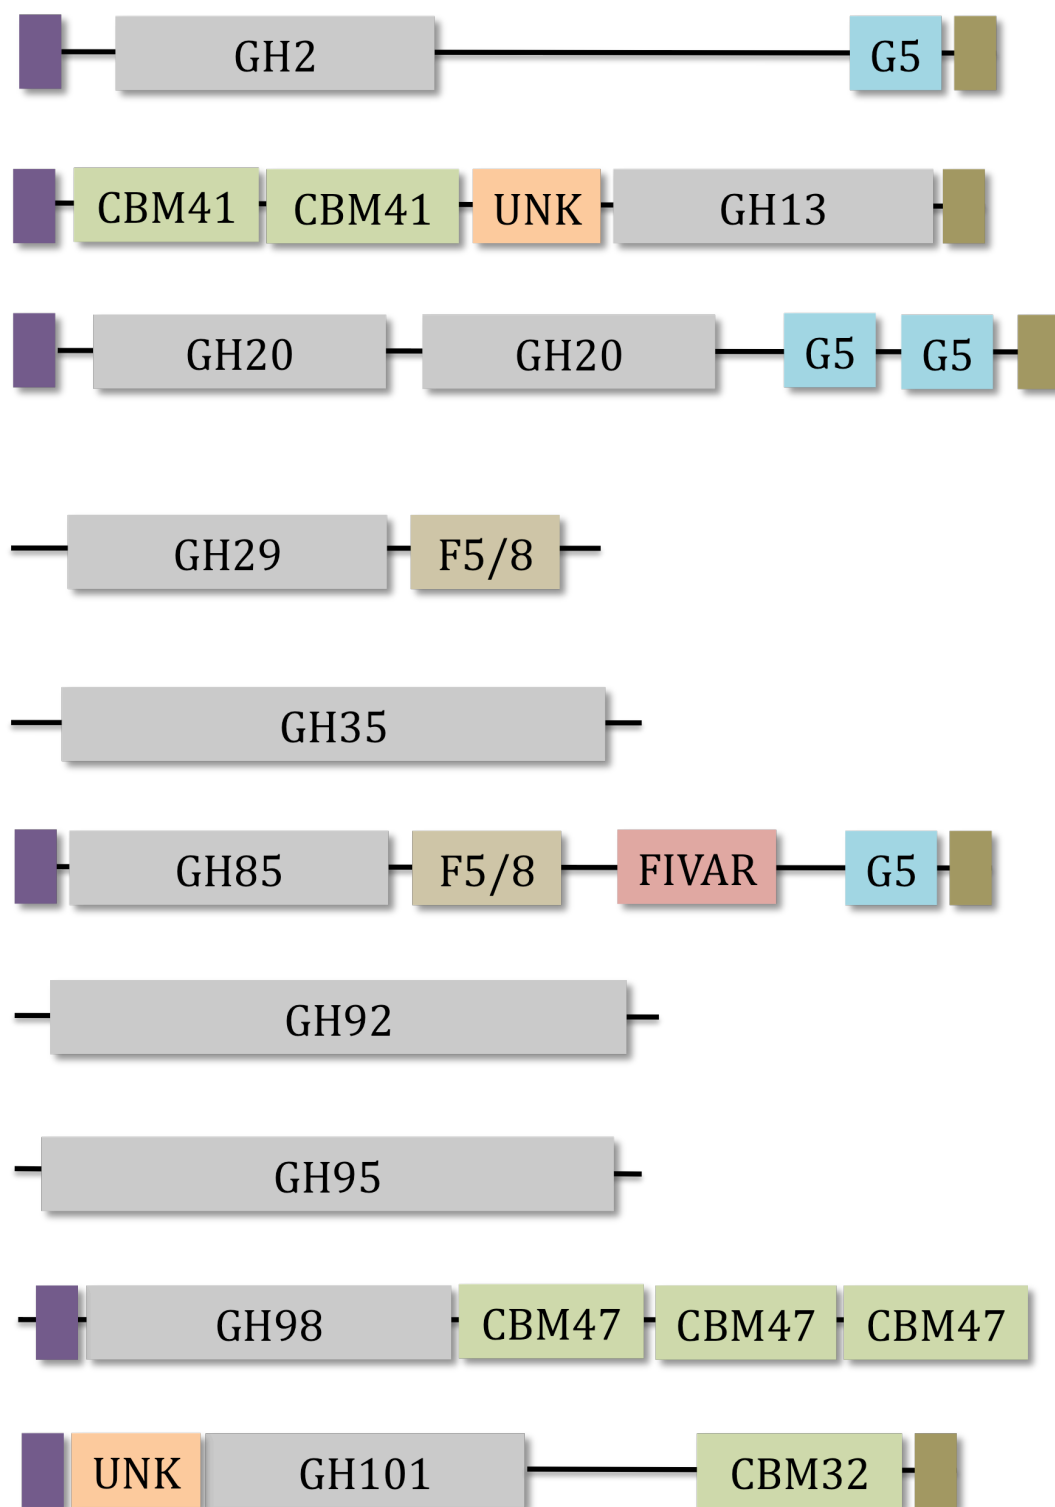 GH2 G5
CBM41 CBM41 UNK GH13
GH20 GH20 G5 G5
GH29 F5/8
GH35
GH85 F5/8 FIVAR G5
GH92
GH95
GH98 CBM47 CBM47 CBM47
UNK GH101 CBM32